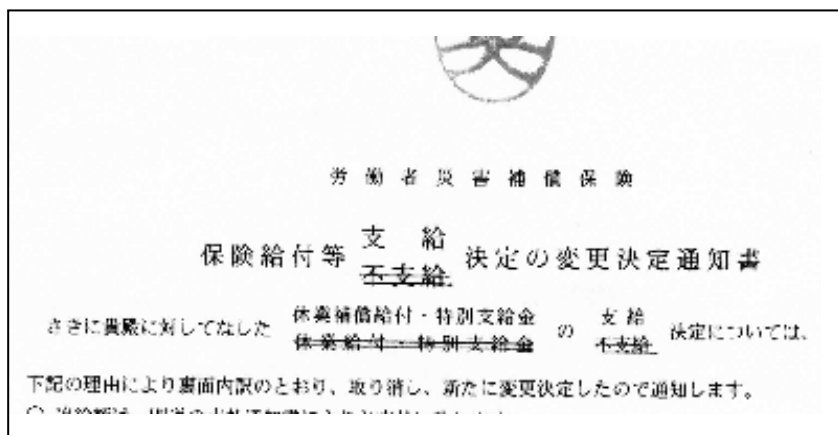 労働者災害補償保険
保険給付等 支給 決定の変更決定通知書
不支給
さきに貴殿に対してなした 休業補償給付・特別支給金 の 支給 決定については、
休業給付・特別支給金 不支給
下記の理由により裏面内訳のとおり、取り消し、新たに変更決定したので通知します。